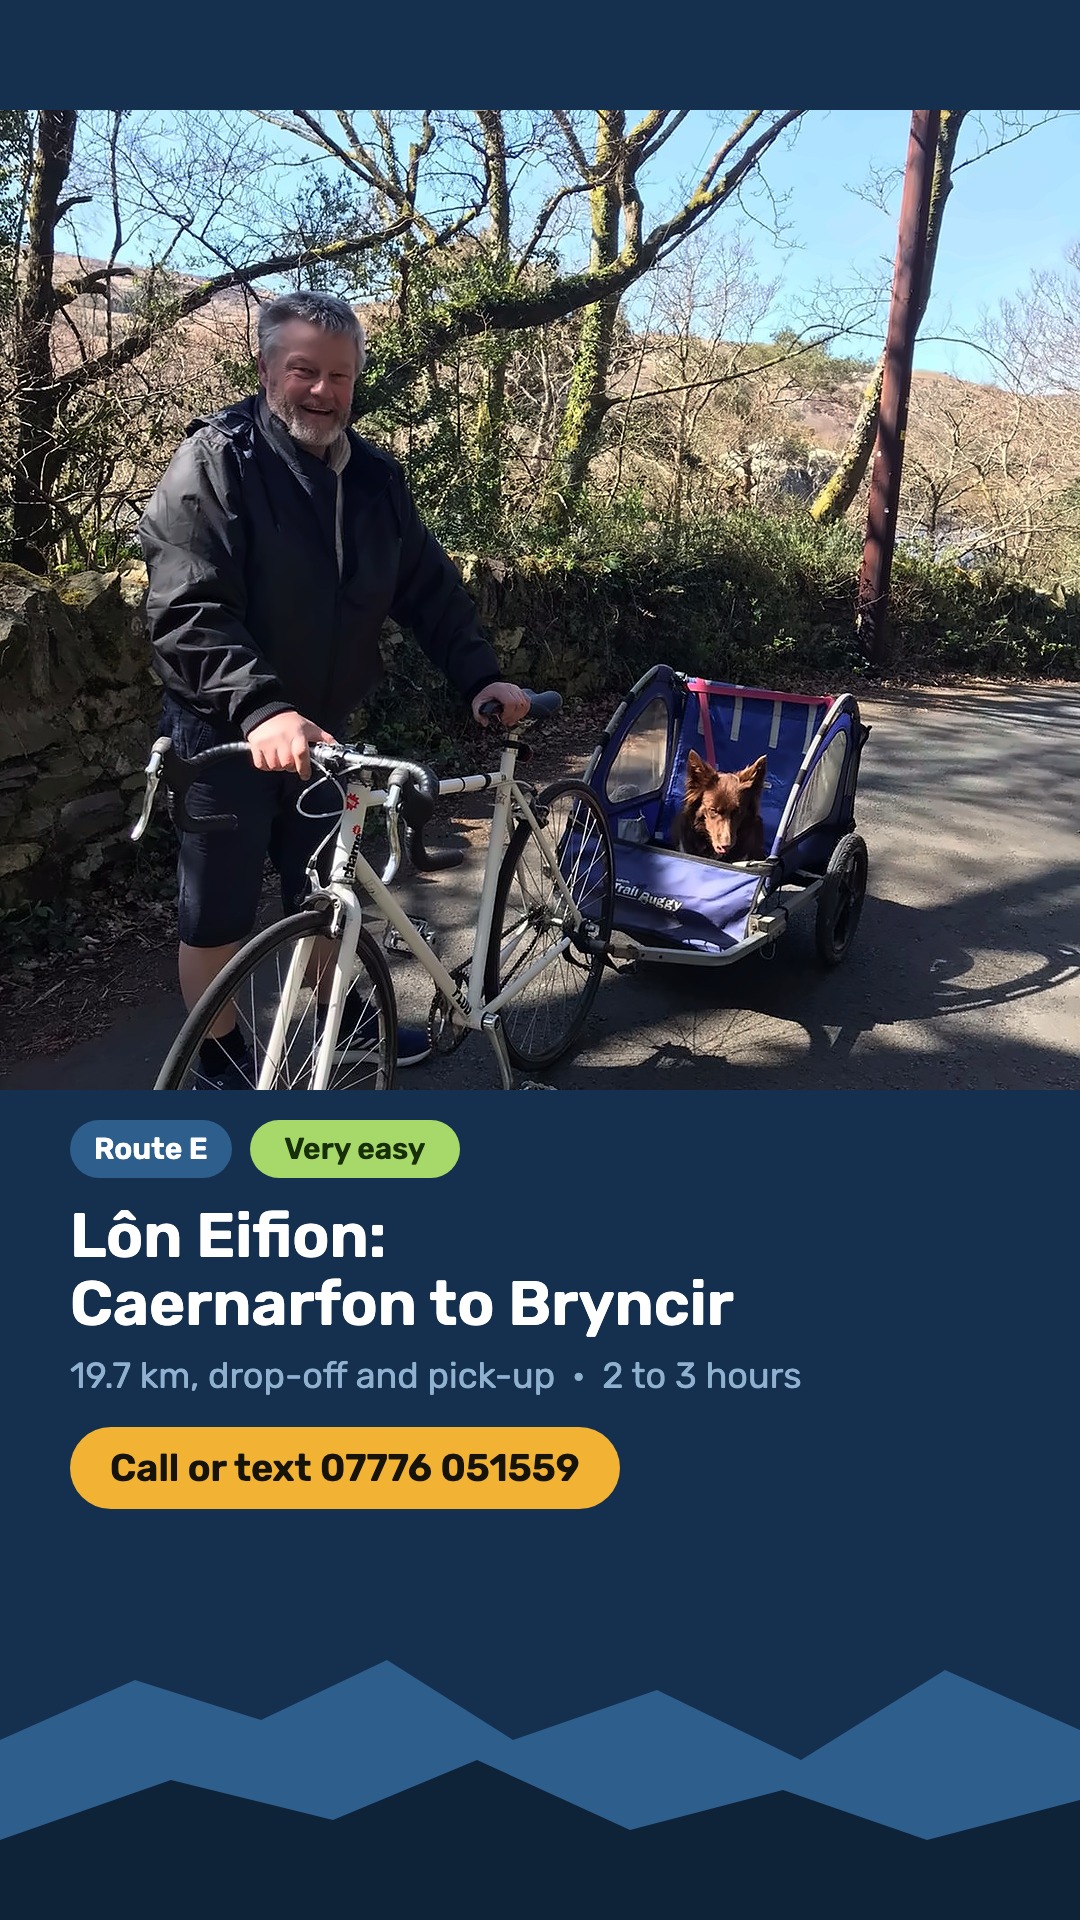 Trail Buggy
Route E
Very easy
Lôn Eifion:
Caernarfon to Bryncir
19.7 km, drop-off and pick-up • 2 to 3 hours
Call or text 07776 051559